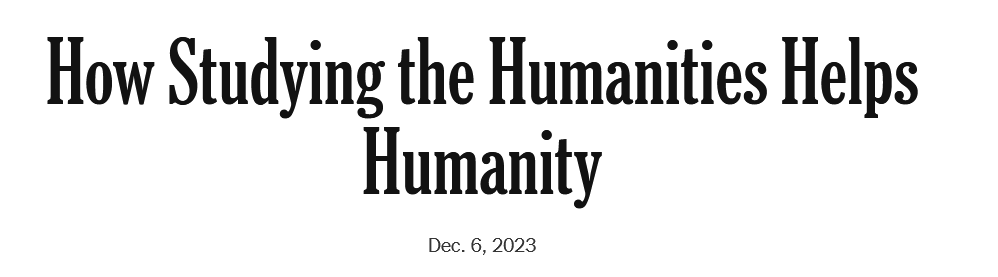 How Studying the Humanities Helps
Humanity
Dec. 6, 2023